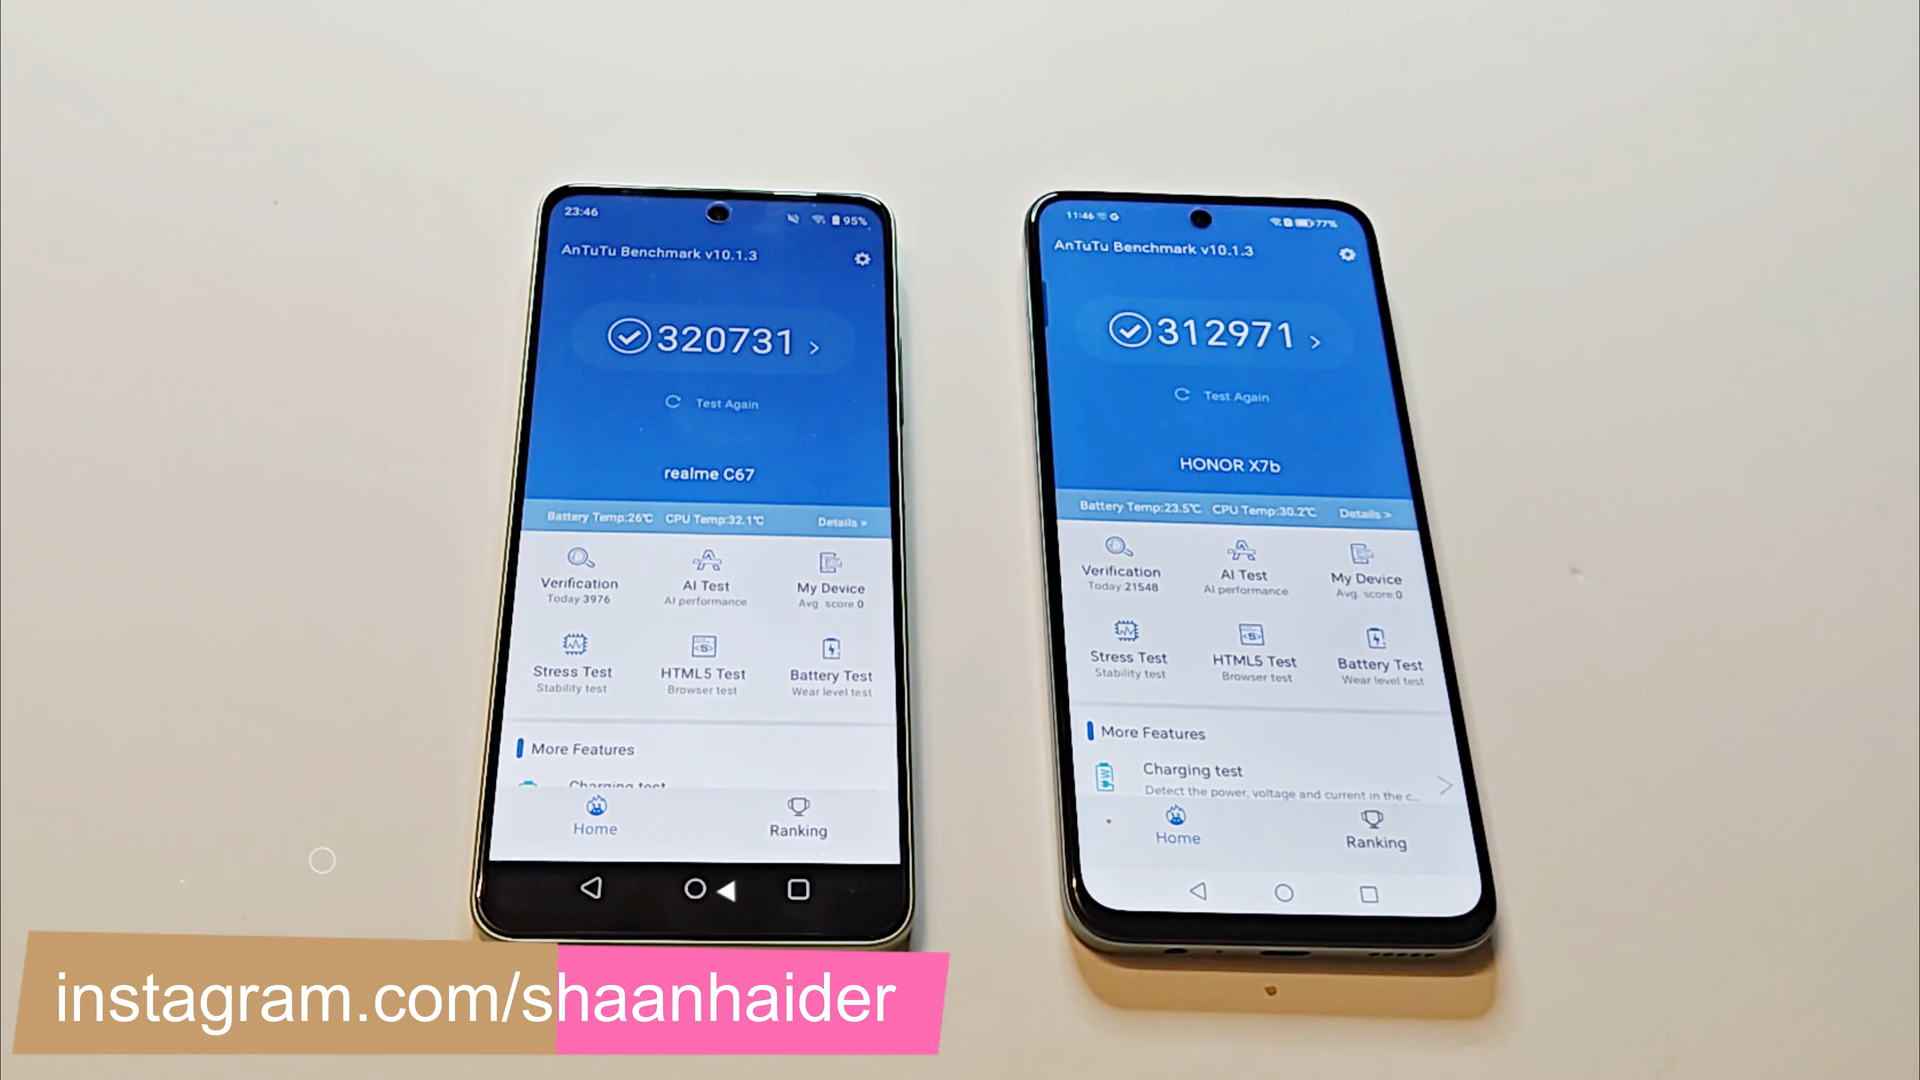 23:46
95%
AnTuTu Benchmark v10.1.3
320731 >
Test Again
realme C67
Battery Temp:26℃ CPU Temp:32.1℃ Details >
Verification
Today:3976
AI Test
AI performance
My Device
Avg. score:0
Stress Test
Stability test
HTML5 Test
Browser test
Battery Test
Wear level test
More Features
Charging test
Home
Ranking
11:46
77%
AnTuTu Benchmark v10.1.3
312971 >
Test Again
HONOR X7b
Battery Temp:23.5℃ CPU Temp:30.2℃ Details >
Verification
Today:21548
AI Test
AI performance
My Device
Avg. score:0
Stress Test
Stability test
HTML5 Test
Browser test
Battery Test
Wear level test
More Features
Charging test
Detect the power, voltage and current in the c...
Home
Ranking
instagram.com/shaanhaider